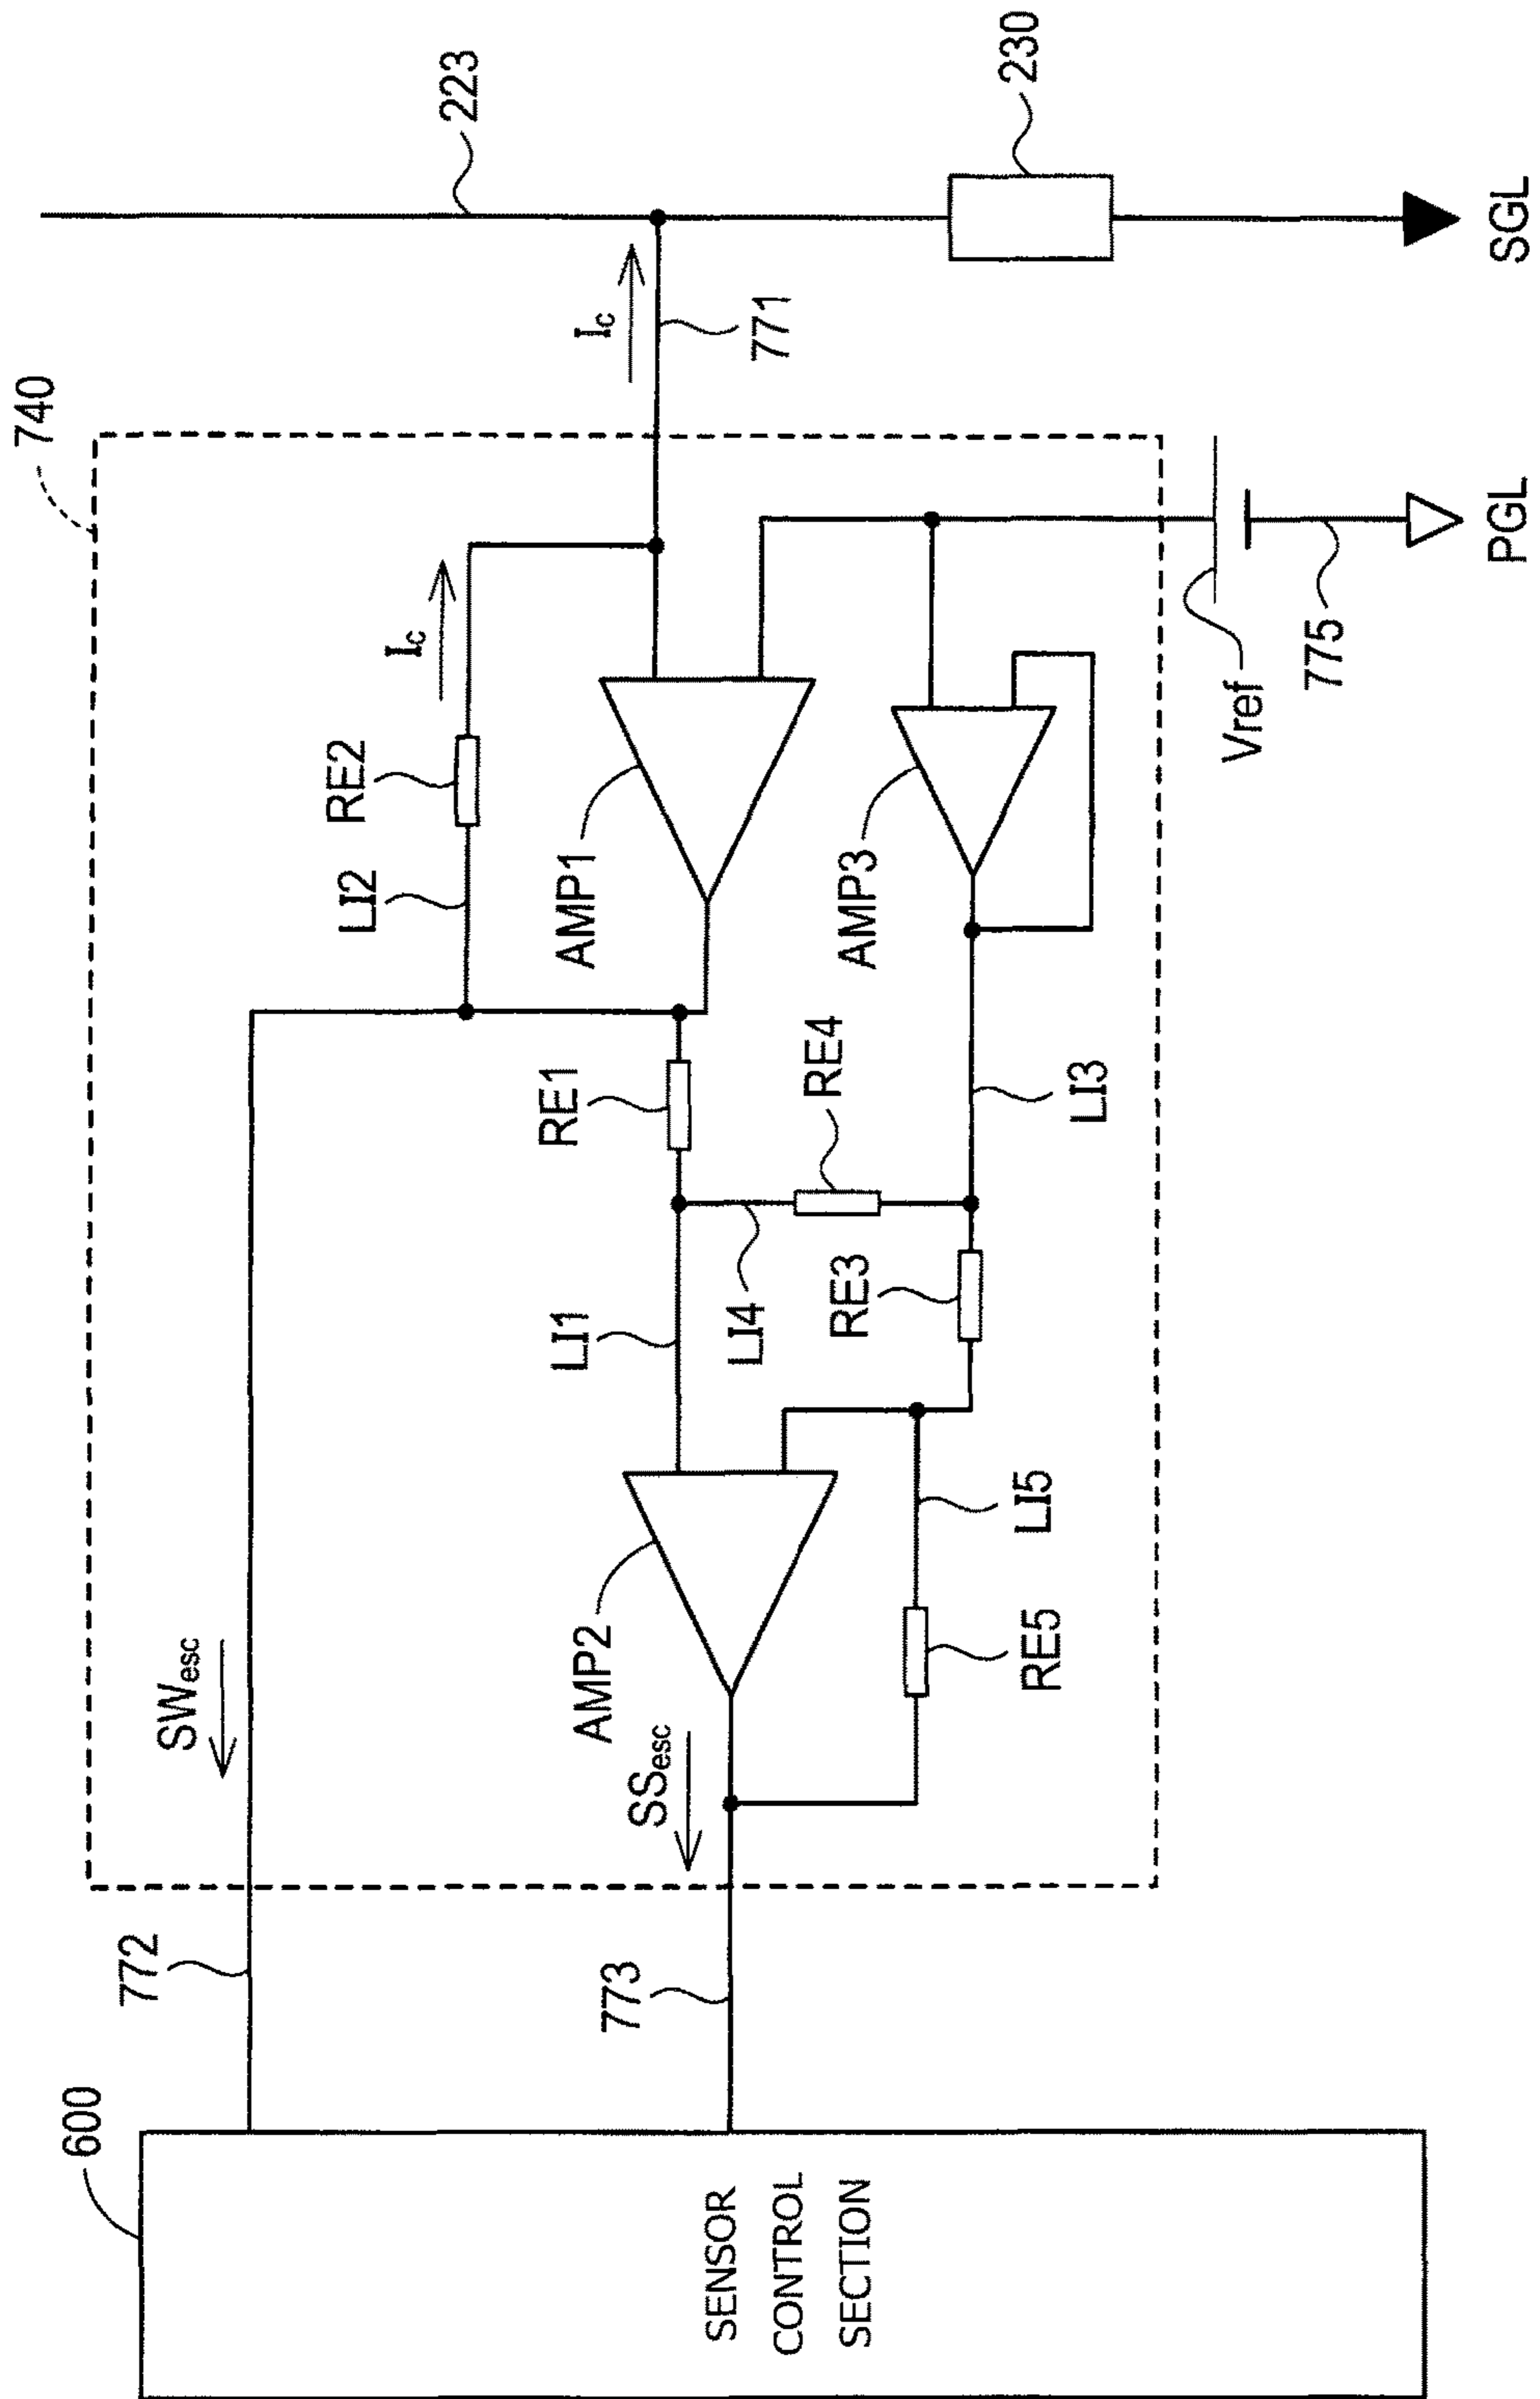 740
223
Ic
771
230
SGL
Ic
RE2
LI2
AMP1
AMP3
Vref
775
PGL
RE1
RE4
LI3
LI1
LI4
RE3
SWesc
AMP2
SSesc
LI5
RE5
772
773
600
SENSOR
CONTROL
SECTION